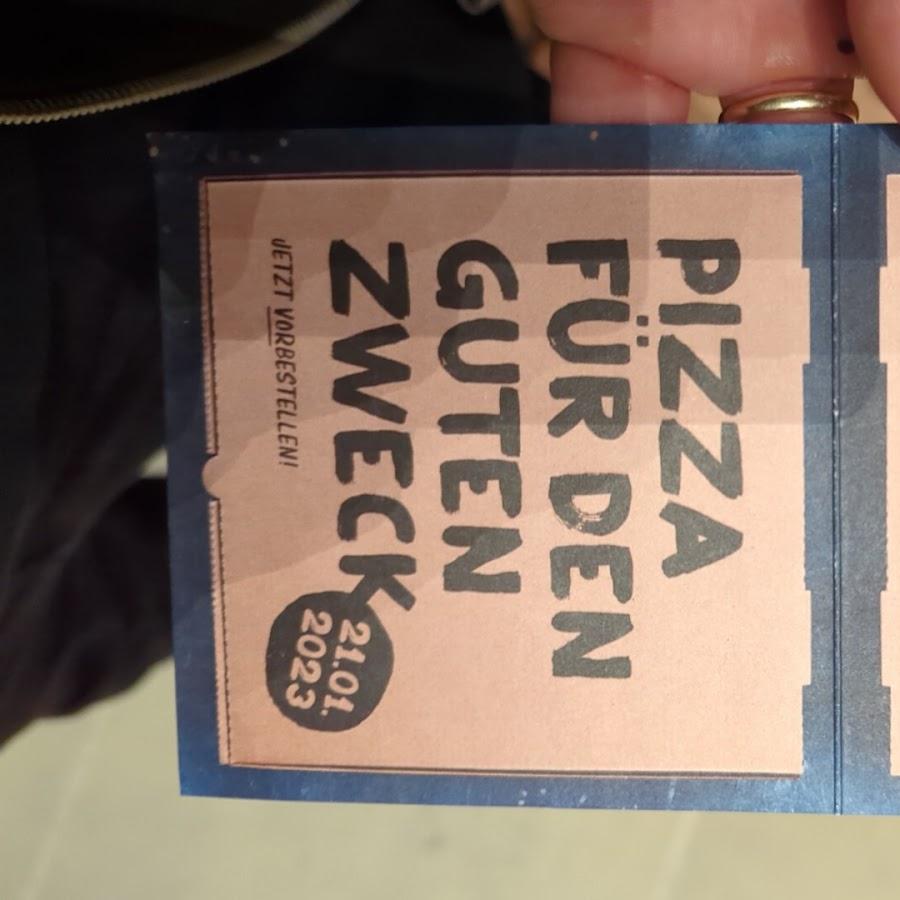 PIZZA
FÜR DEN
GUTEN
ZWECK
JETZT VORBESTELLEN!
21.01.
2023